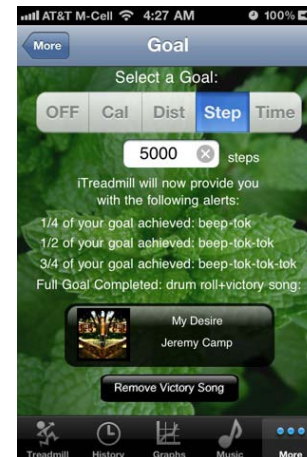 AT&T M-Cell 4:27 AM 100%
More Goal
Select a Goal:
OFF Cal Dist Step Time
5000 steps
iTreadmill will now provide you
with the following alerts:
1/4 of your goal achieved: beep-tok
1/2 of your goal achieved: beep-tok-tok
3/4 of your goal achieved: beep-tok-tok-tok
Full Goal Completed: drum roll+victory song:
My Desire
Jeremy Camp
Remove Victory Song
Treadmill History Graphs Music More